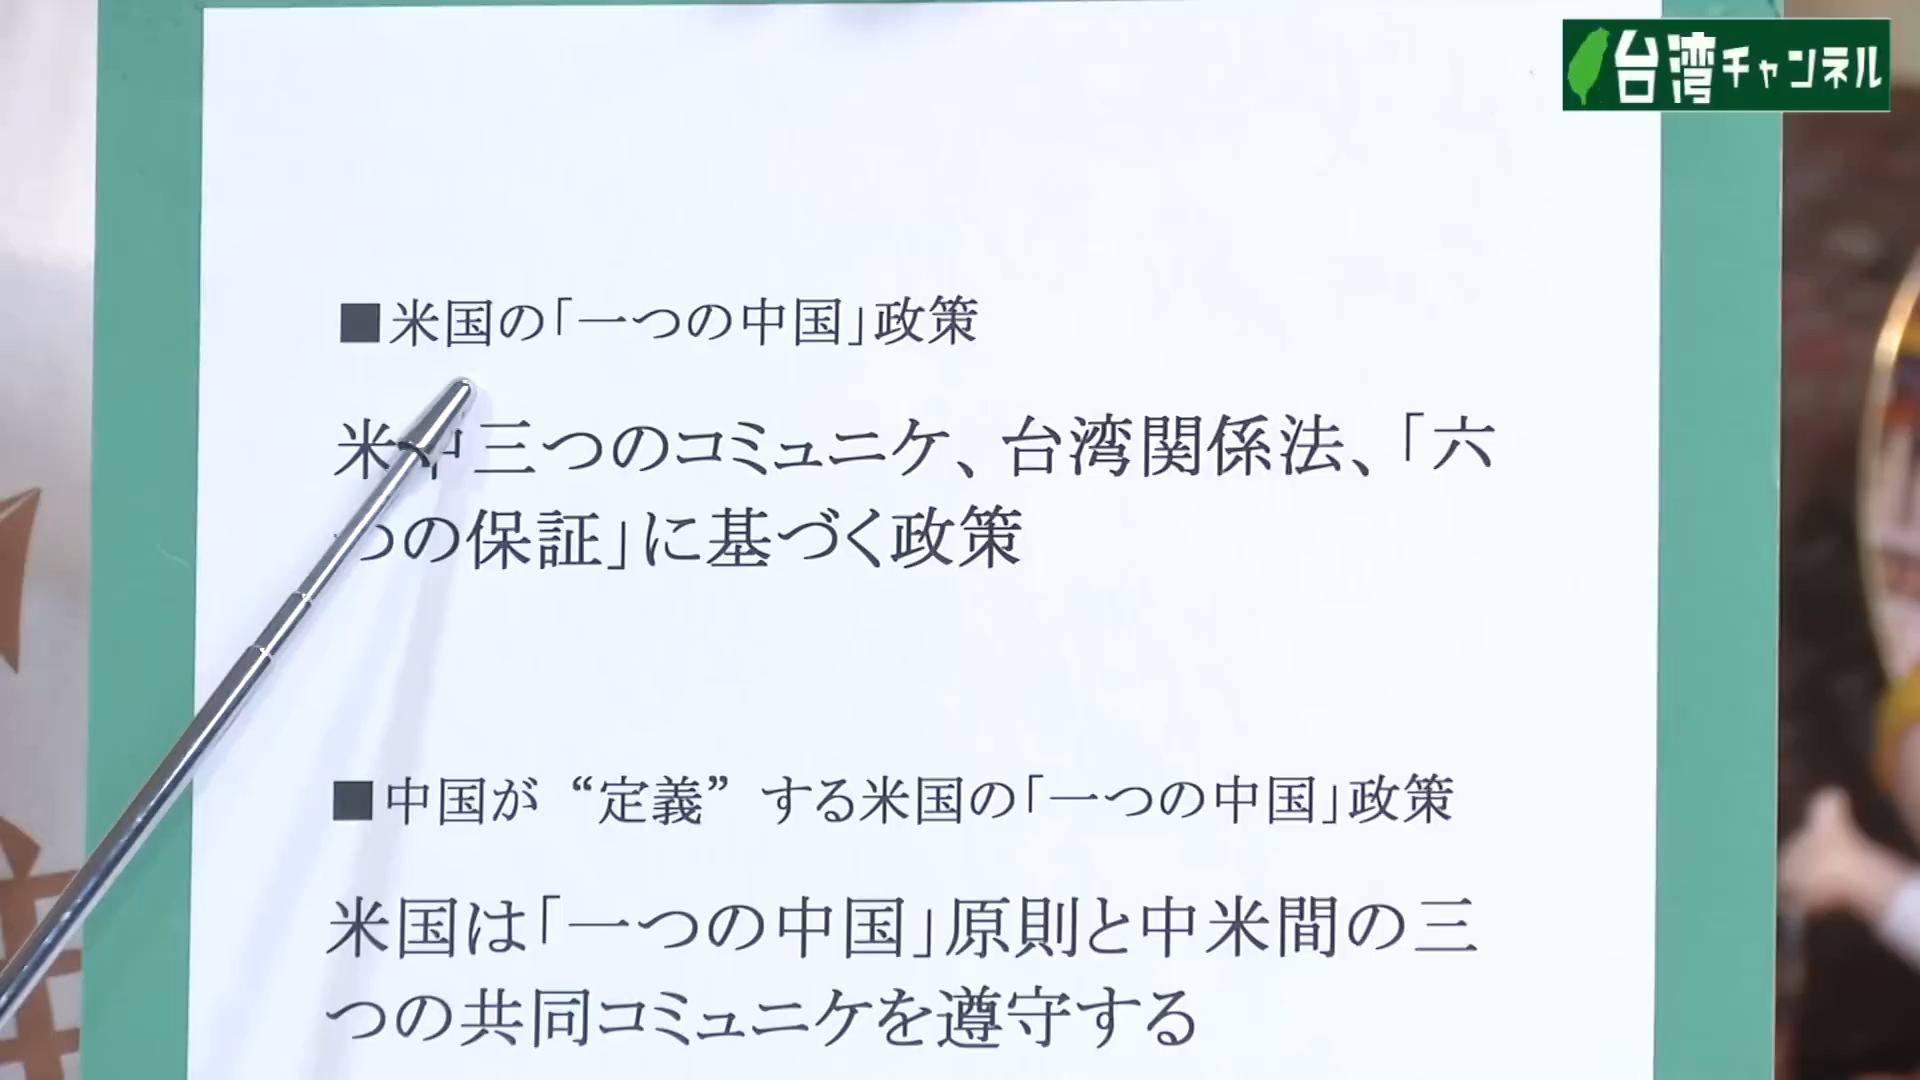 台湾チャンネル
■米国の「一つの中国」政策
米中三つのコミュニケ、台湾関係法、「六
つの保証」に基づく政策
■中国が“定義”する米国の「一つの中国」政策
米国は「一つの中国」原則と中米間の三
つの共同コミュニケを遵守する